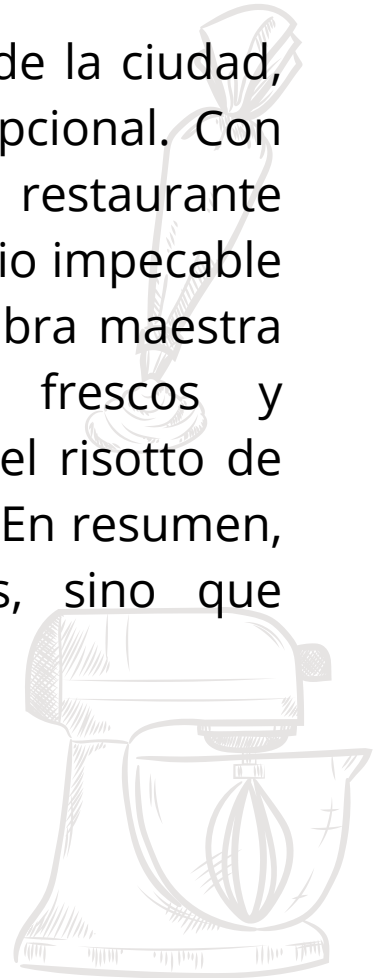 de la ciudad,
pcional. Con
restaurante
io impecable
bra maestra
frescos y
el risotto de
En resumen,
s, sino que